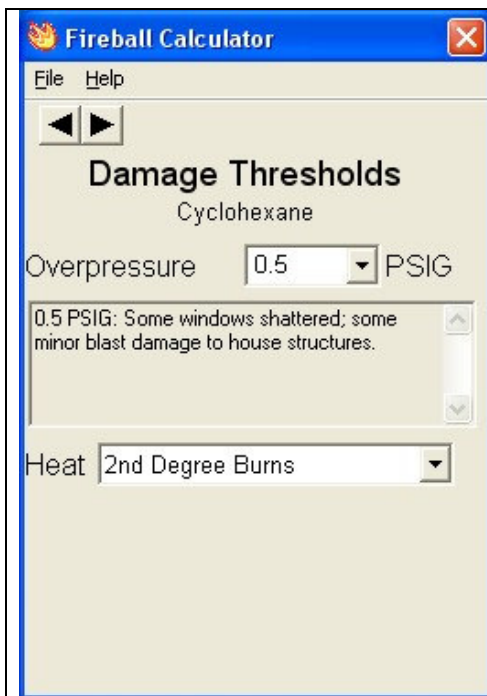 Fireball Calculator
File Help
Damage Thresholds
Cyclohexane
Overpressure 0.5 PSIG
0.5 PSIG: Some windows shattered; some
minor blast damage to house structures.
Heat 2nd Degree Burns